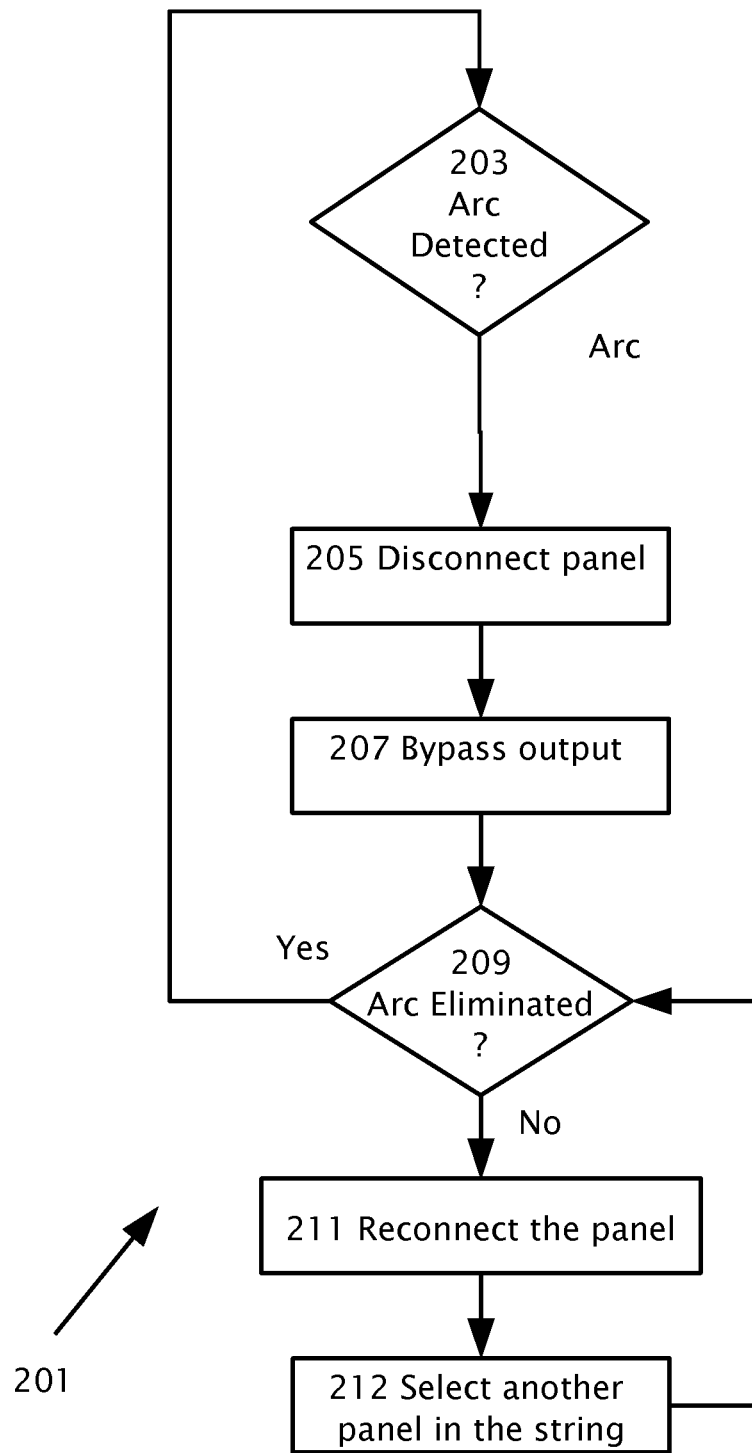 203
Arc
Detected
?
Arc
205 Disconnect panel
207 Bypass output
Yes
209
Arc Eliminated
?
No
211 Reconnect the panel
201
212 Select another
panel in the string